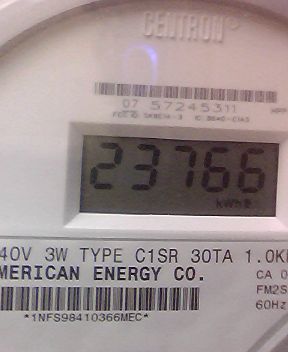 CENTRON®
07 57245311
23766
kWh
40V 3W TYPE C1SR 30TA 1.0K
MERICAN ENERGY CO.
CA 0
FM2S
60Hz
*1NFS98410366MEC*